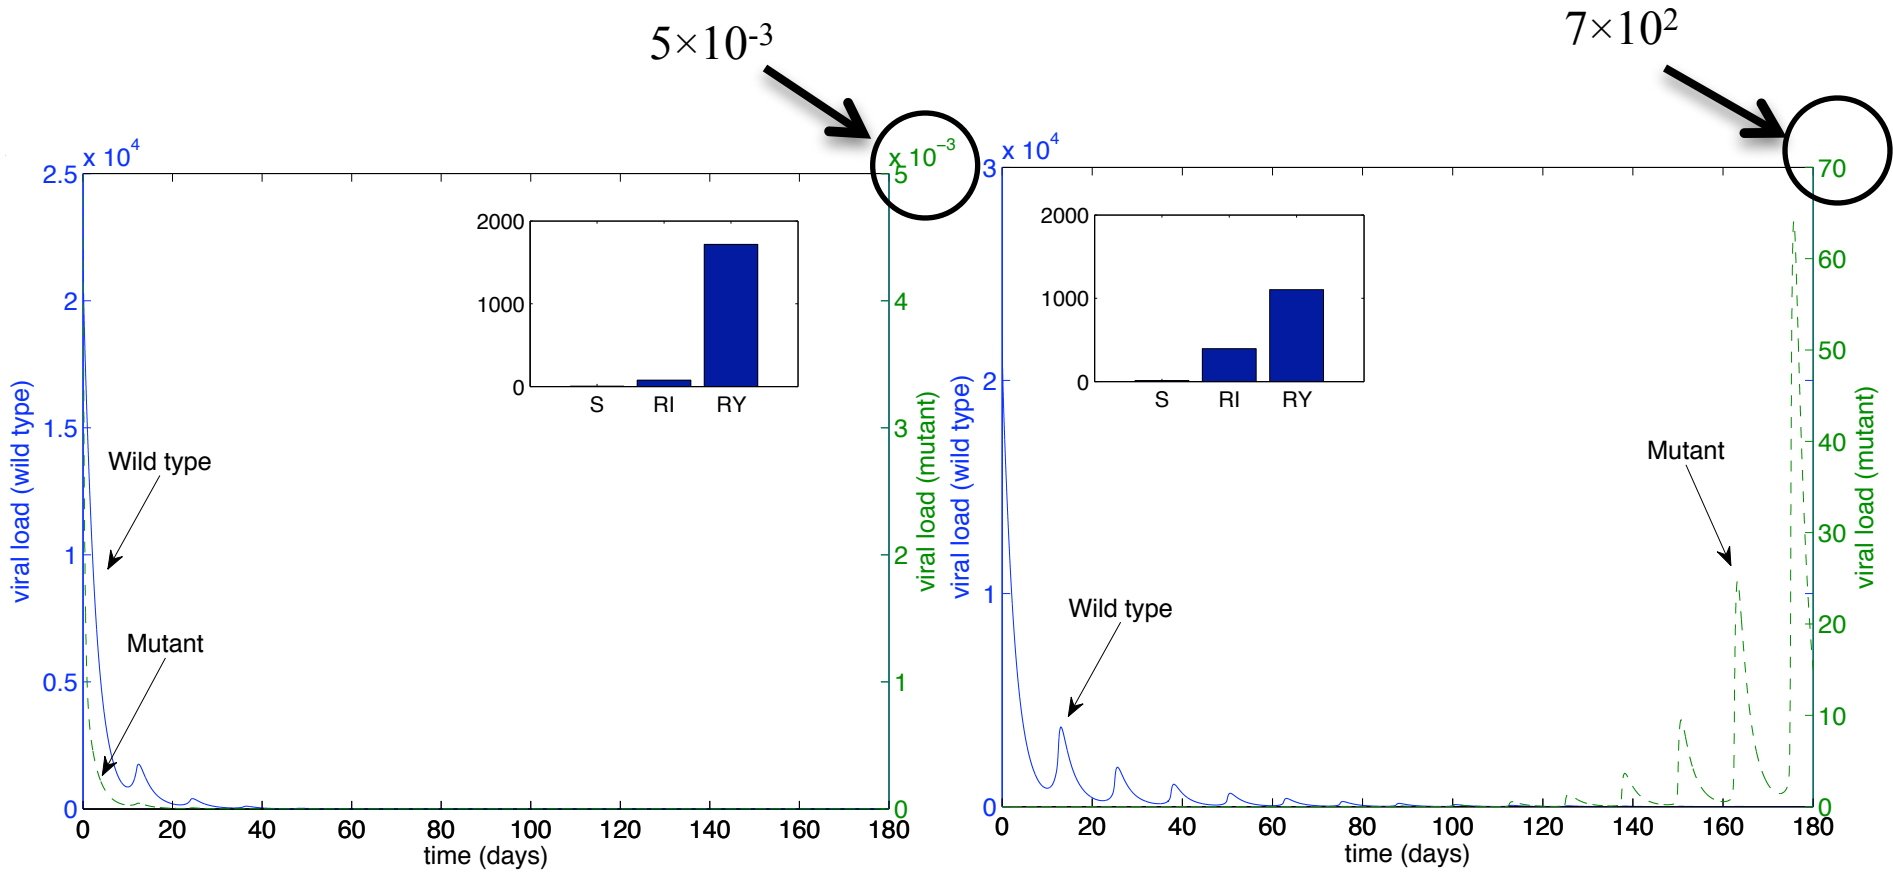 5×10-3
7×102
x 10 4
x 10 −3
2.5
2
1.5
1
0.5
0
5
4
3
2
1
0
viral load (wild type)
viral load (mutant)
2000
1000
0
S RI RY
Wild type
Mutant
0 20 40 60 80 100 120 140 160 180
time (days)
x 10 4
3
2
1
0
70
60
50
40
30
20
10
0
viral load (wild type)
viral load (mutant)
2000
1000
0
S RI RY
Mutant
Wild type
0 20 40 60 80 100 120 140 160 180
time (days)